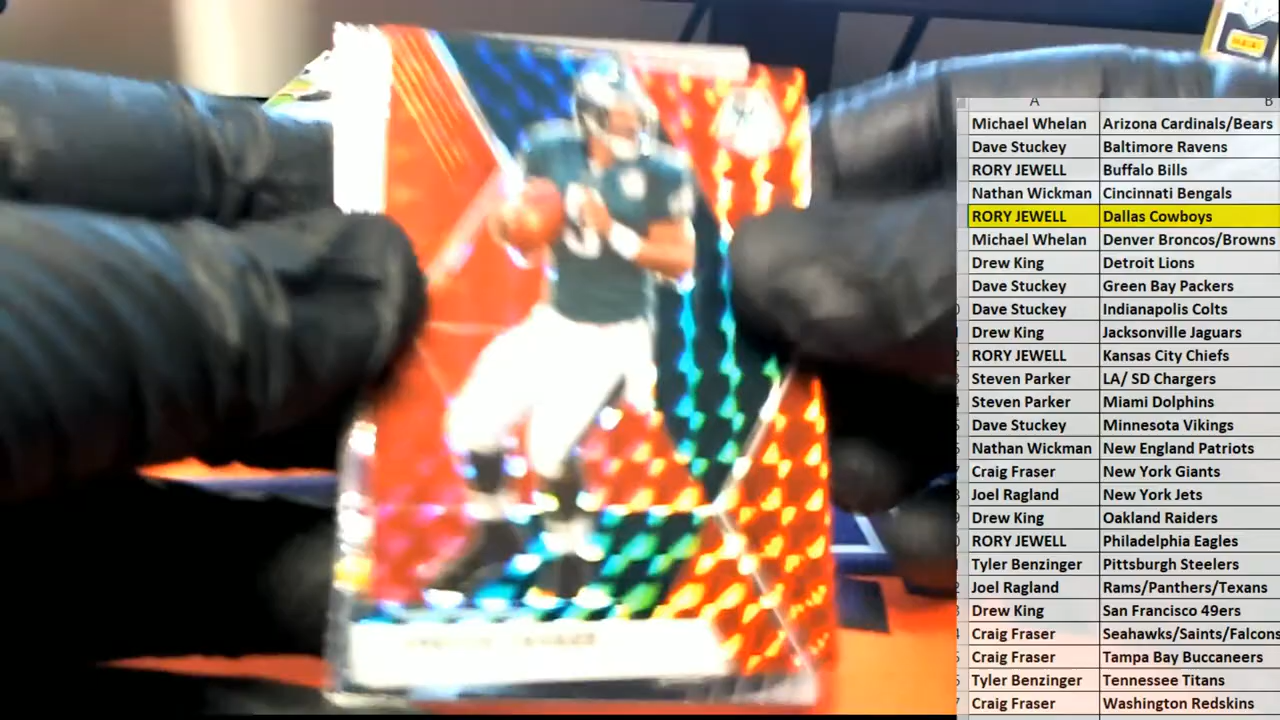 A B
Michael Whelan Arizona Cardinals/Bears
Dave Stuckey Baltimore Ravens
RORY JEWELL Buffalo Bills
Nathan Wickman Cincinnati Bengals
RORY JEWELL Dallas Cowboys
Michael Whelan Denver Broncos/Browns
Drew King Detroit Lions
Dave Stuckey Green Bay Packers
Dave Stuckey Indianapolis Colts
Drew King Jacksonville Jaguars
RORY JEWELL Kansas City Chiefs
Steven Parker LA/ SD Chargers
Steven Parker Miami Dolphins
Dave Stuckey Minnesota Vikings
Nathan Wickman New England Patriots
Craig Fraser New York Giants
Joel Ragland New York Jets
Drew King Oakland Raiders
RORY JEWELL Philadelphia Eagles
Tyler Benzinger Pittsburgh Steelers
Joel Ragland Rams/Panthers/Texans
Drew King San Francisco 49ers
Craig Fraser Seahawks/Saints/Falcons
Craig Fraser Tampa Bay Buccaneers
Tyler Benzinger Tennessee Titans
Craig Fraser Washington Redskins